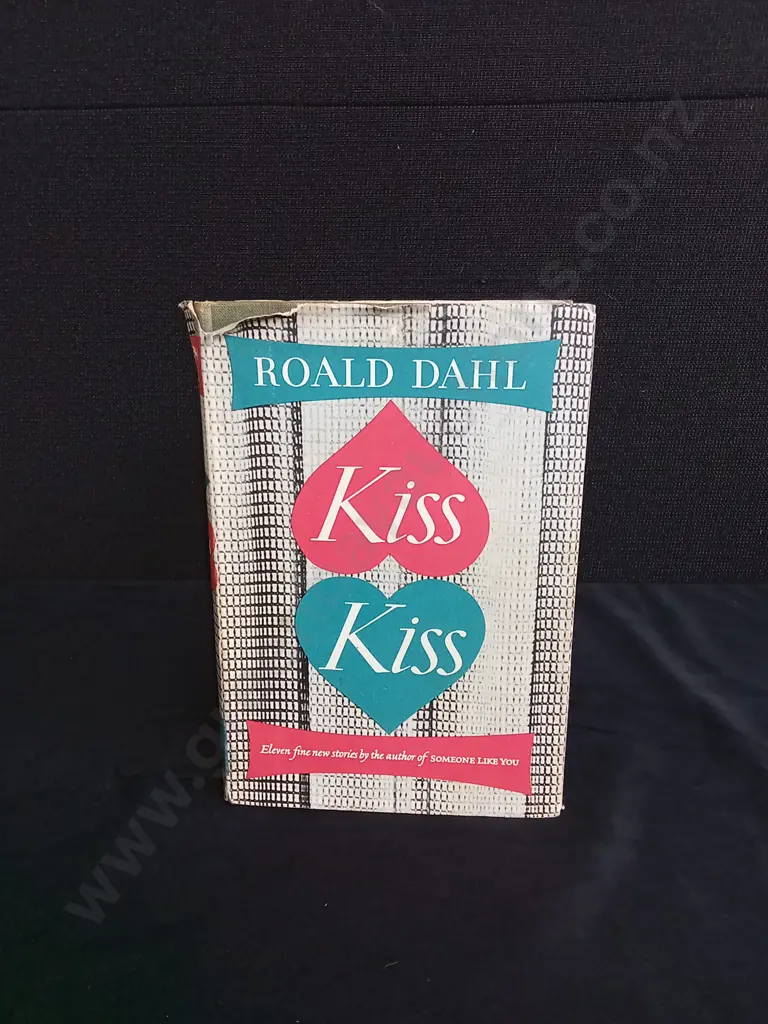 ROALD DAHL
Kiss
Kiss
Eleven fine new stories by the author of SOMEONE LIKE YOU